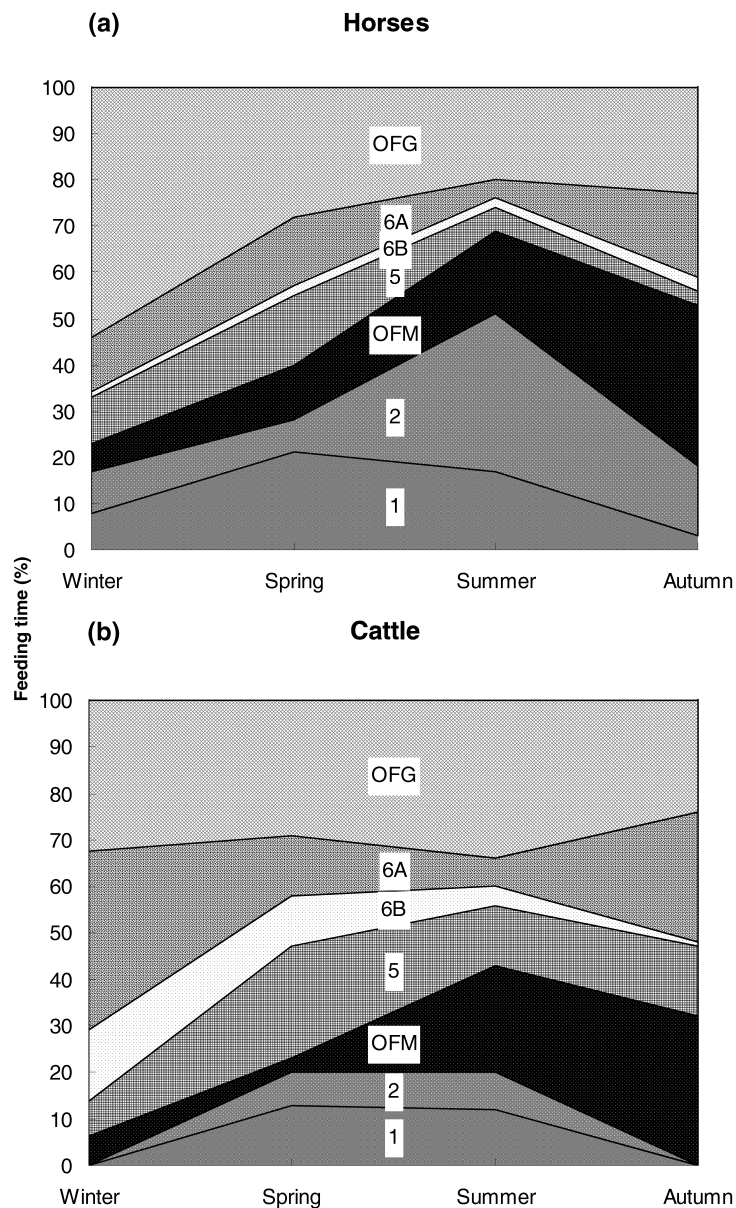 (a) Horses
100
90
80
70
60
50
40
30
20
10
0
OFG
6A
6B
5
OFM
2
1
Winter Spring Summer Autumn
Feeding time (%)
(b) Cattle
100
90
80
70
60
50
40
30
20
10
0
OFG
6A
6B
5
OFM
2
1
Winter Spring Summer Autumn